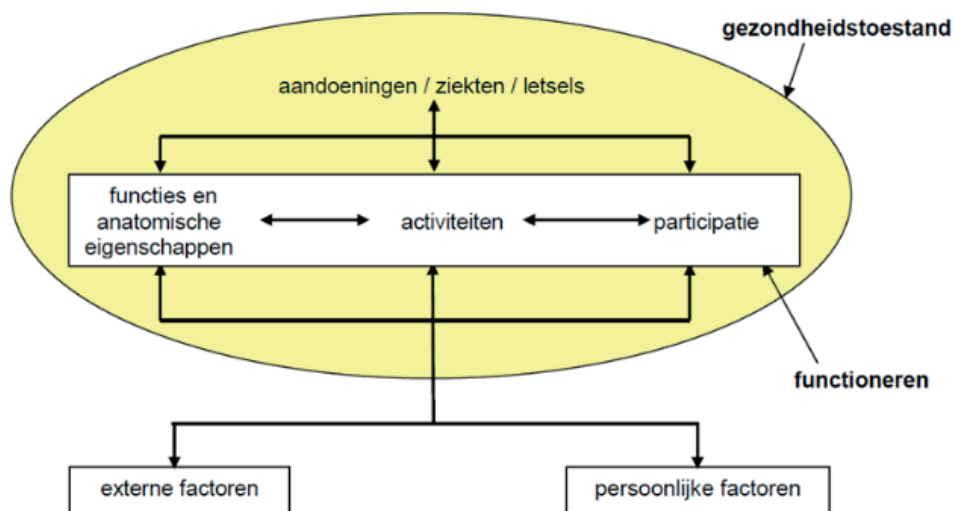 gezondheidstoestand
aandoeningen / ziekten / letsels
functies en
anatomische
eigenschappen
activiteiten
participatie
functioneren
externe factoren
persoonlijke factoren